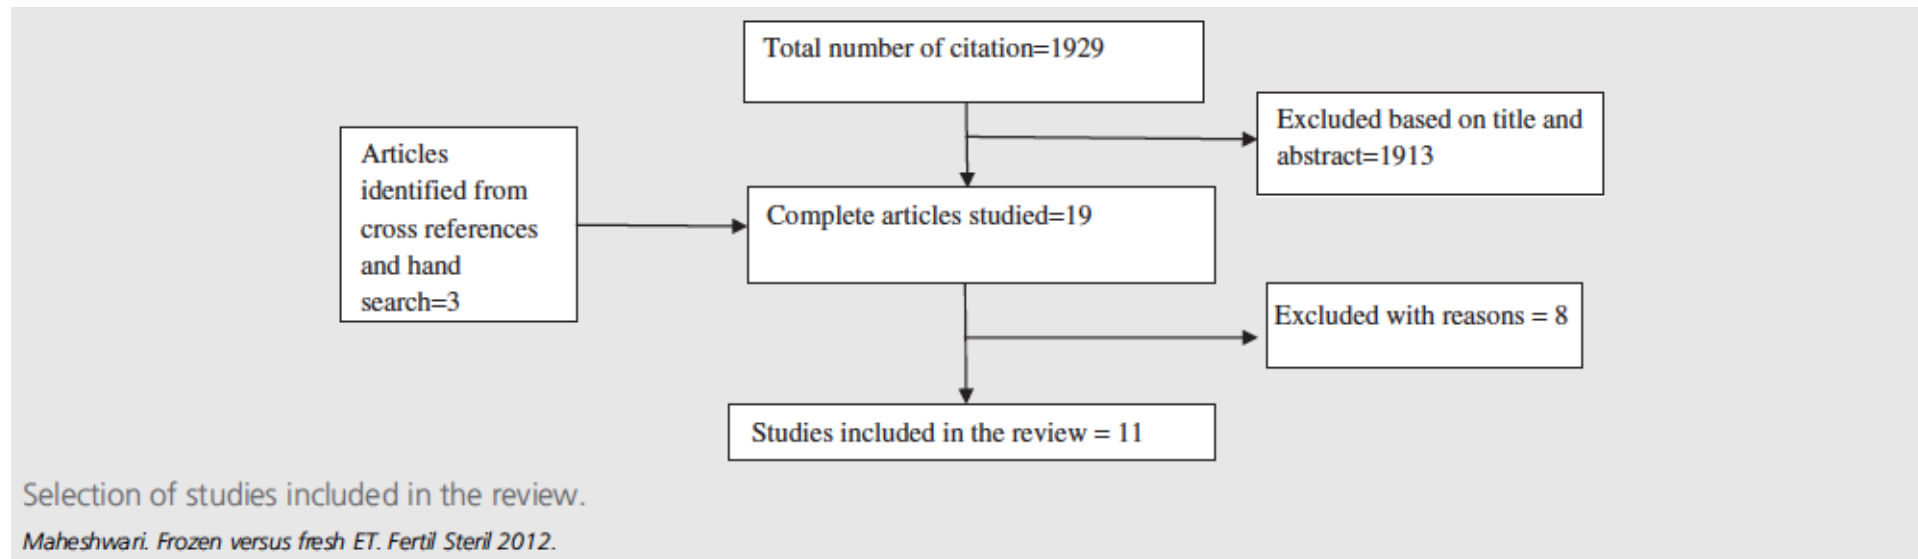 Total number of citation=1929
Excluded based on title and
abstract=1913
Articles
identified from
cross references
and hand
search=3
Complete articles studied=19
Excluded with reasons = 8
Studies included in the review = 11
Selection of studies included in the review.
Maheshwari. Frozen versus fresh ET. Fertil Steril 2012.